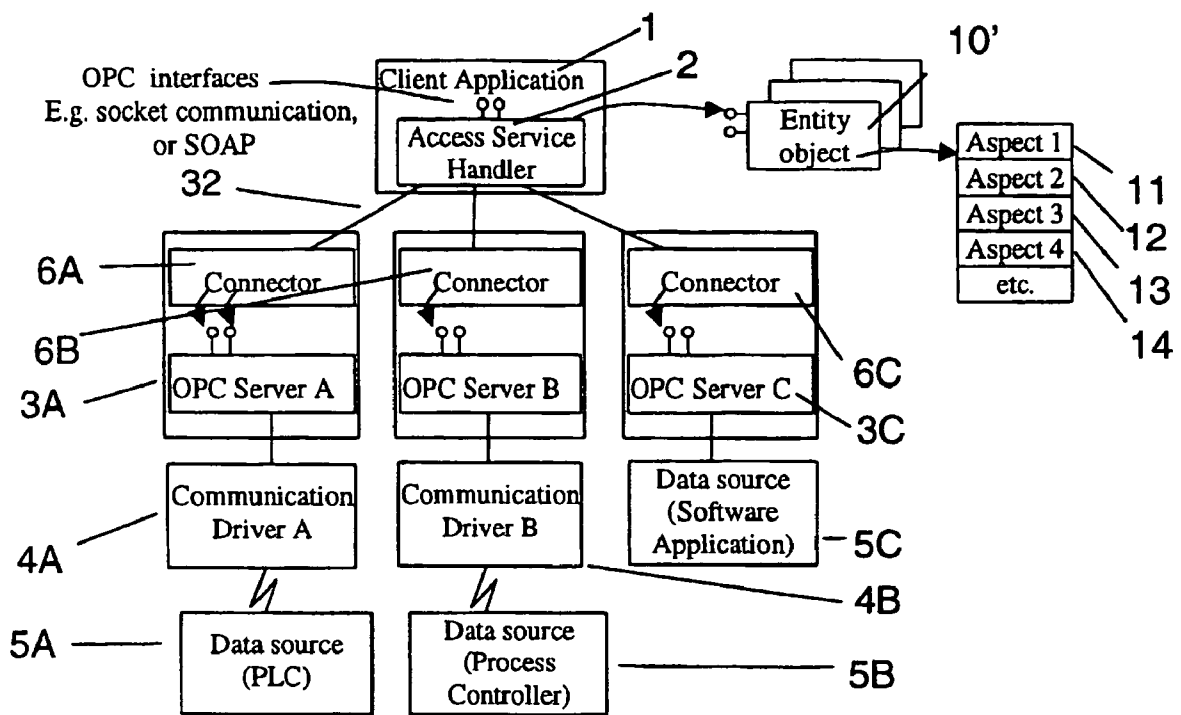 1
10'
OPC interfaces
E.g. socket communication,
or SOAP
Client Application
2
Access Service
Handler
Entity
object
Aspect 1
Aspect 2
Aspect 3
Aspect 4
etc.
11
12
13
14
32
6A
Connector
Connector
Connector
6B
6C
3A
OPC Server A
OPC Server B
OPC Server C
3C
Communication
Driver A
Communication
Driver B
Data source
(Software
Application)
4A
5C
4B
5A
Data source
(PLC)
Data source
(Process
Controller)
5B